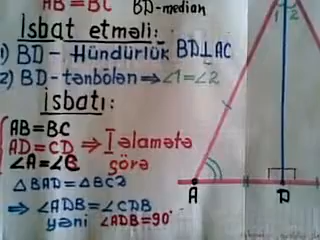 AB=BC BD-median
İsbat etməli:
1) BD- Hündürlük BD⊥AC
2) BD-tənbölən⇒∠1=∠2
İsbatı:
AB=BC
AD=CD ⇒ I əlamətə
∠A=∠C görə
△BAD=△BCD
⇒ ∠ADB=∠CDB
yəni ∠ADB=90°
1 2
A D